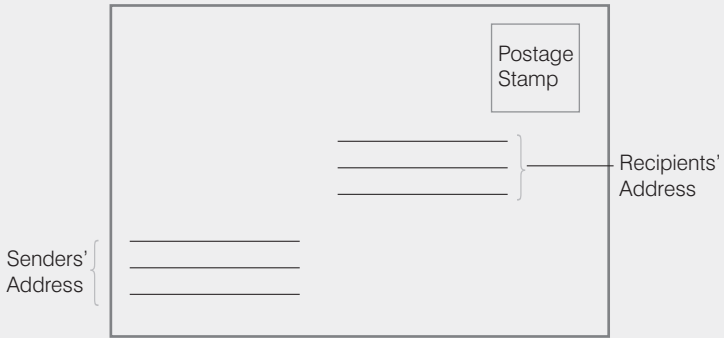 Postage
Stamp
Recipients'
Address
Senders'
Address